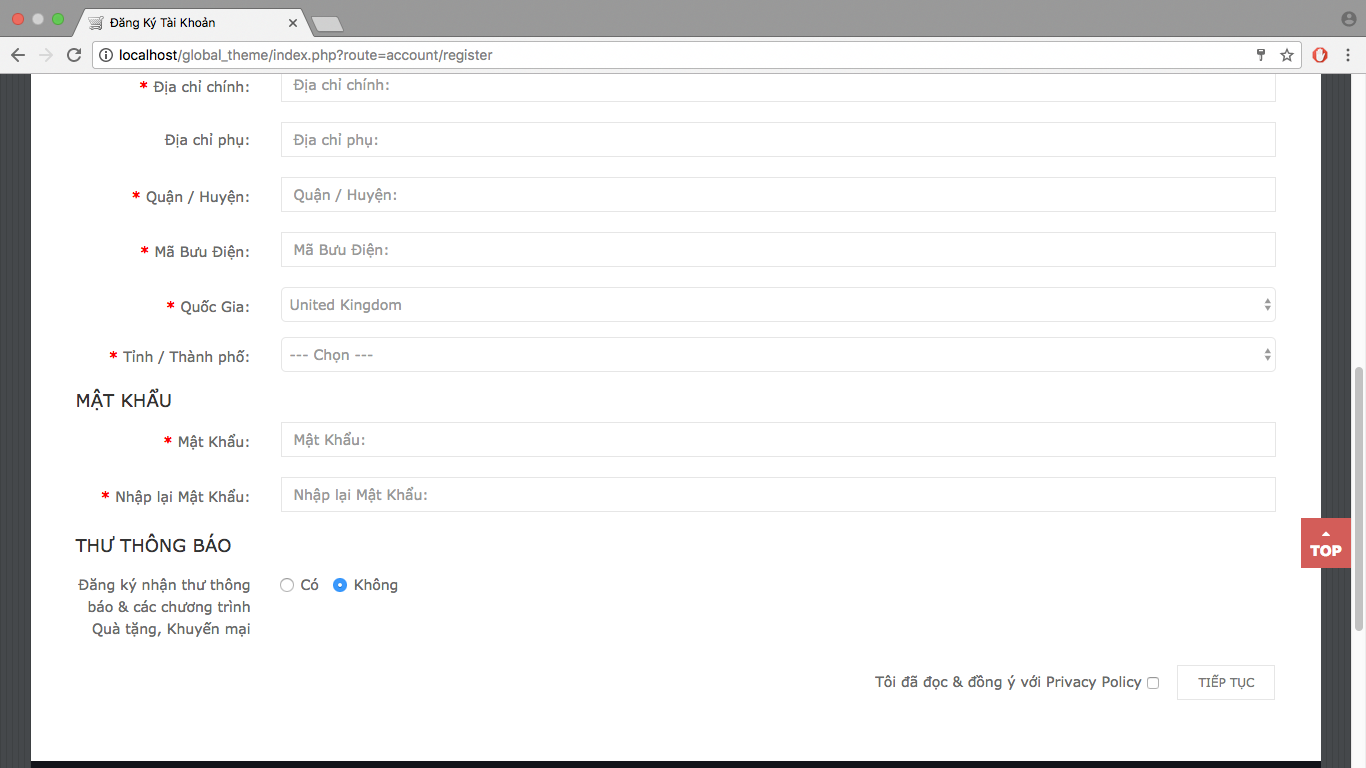 Đăng Ký Tài Khoản
localhost/global_theme/index.php?route=account/register
* Địa chỉ chính: Địa chỉ chính:
Địa chỉ phụ: Địa chỉ phụ:
* Quận / Huyện: Quận / Huyện:
* Mã Bưu Điện: Mã Bưu Điện:
* Quốc Gia: United Kingdom
* Tỉnh / Thành phố: --- Chọn ---
MẬT KHẨU
* Mật Khẩu: Mật Khẩu:
* Nhập lại Mật Khẩu: Nhập lại Mật Khẩu:
TOP
THƯ THÔNG BÁO
Đăng ký nhận thư thông Có Không
báo & các chương trình
Quà tặng, Khuyến mại
Tôi đã đọc & đồng ý với Privacy Policy TIẾP TỤC